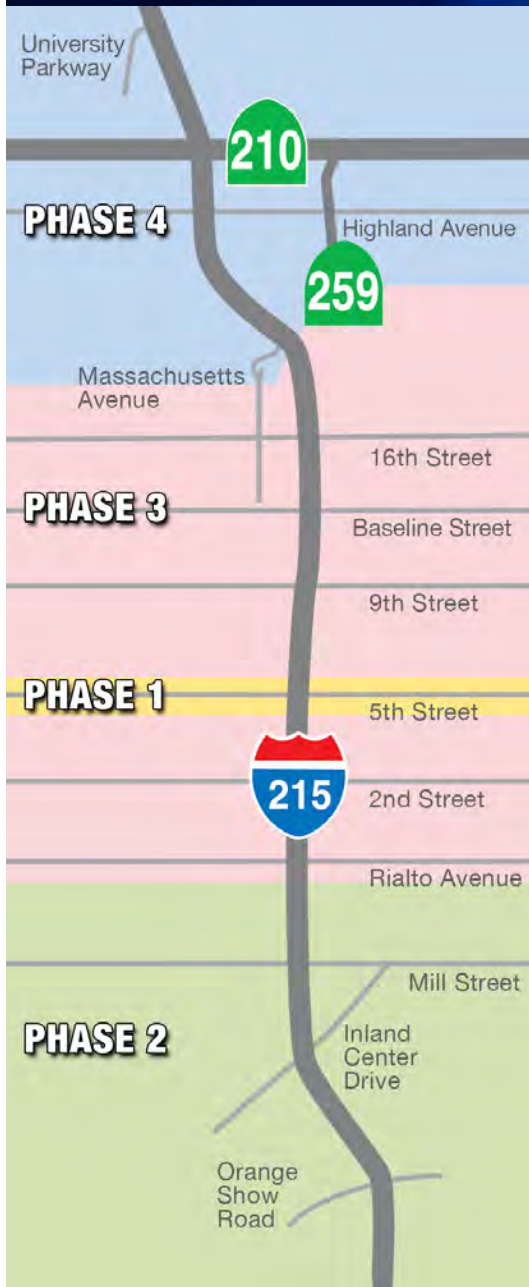 University
Parkway
210
PHASE 4
Highland Avenue
259
Massachusetts
Avenue
16th Street
PHASE 3
Baseline Street
9th Street
PHASE 1
5th Street
215
2nd Street
Rialto Avenue
Mill Street
PHASE 2
Inland
Center
Drive
Orange
Show
Road